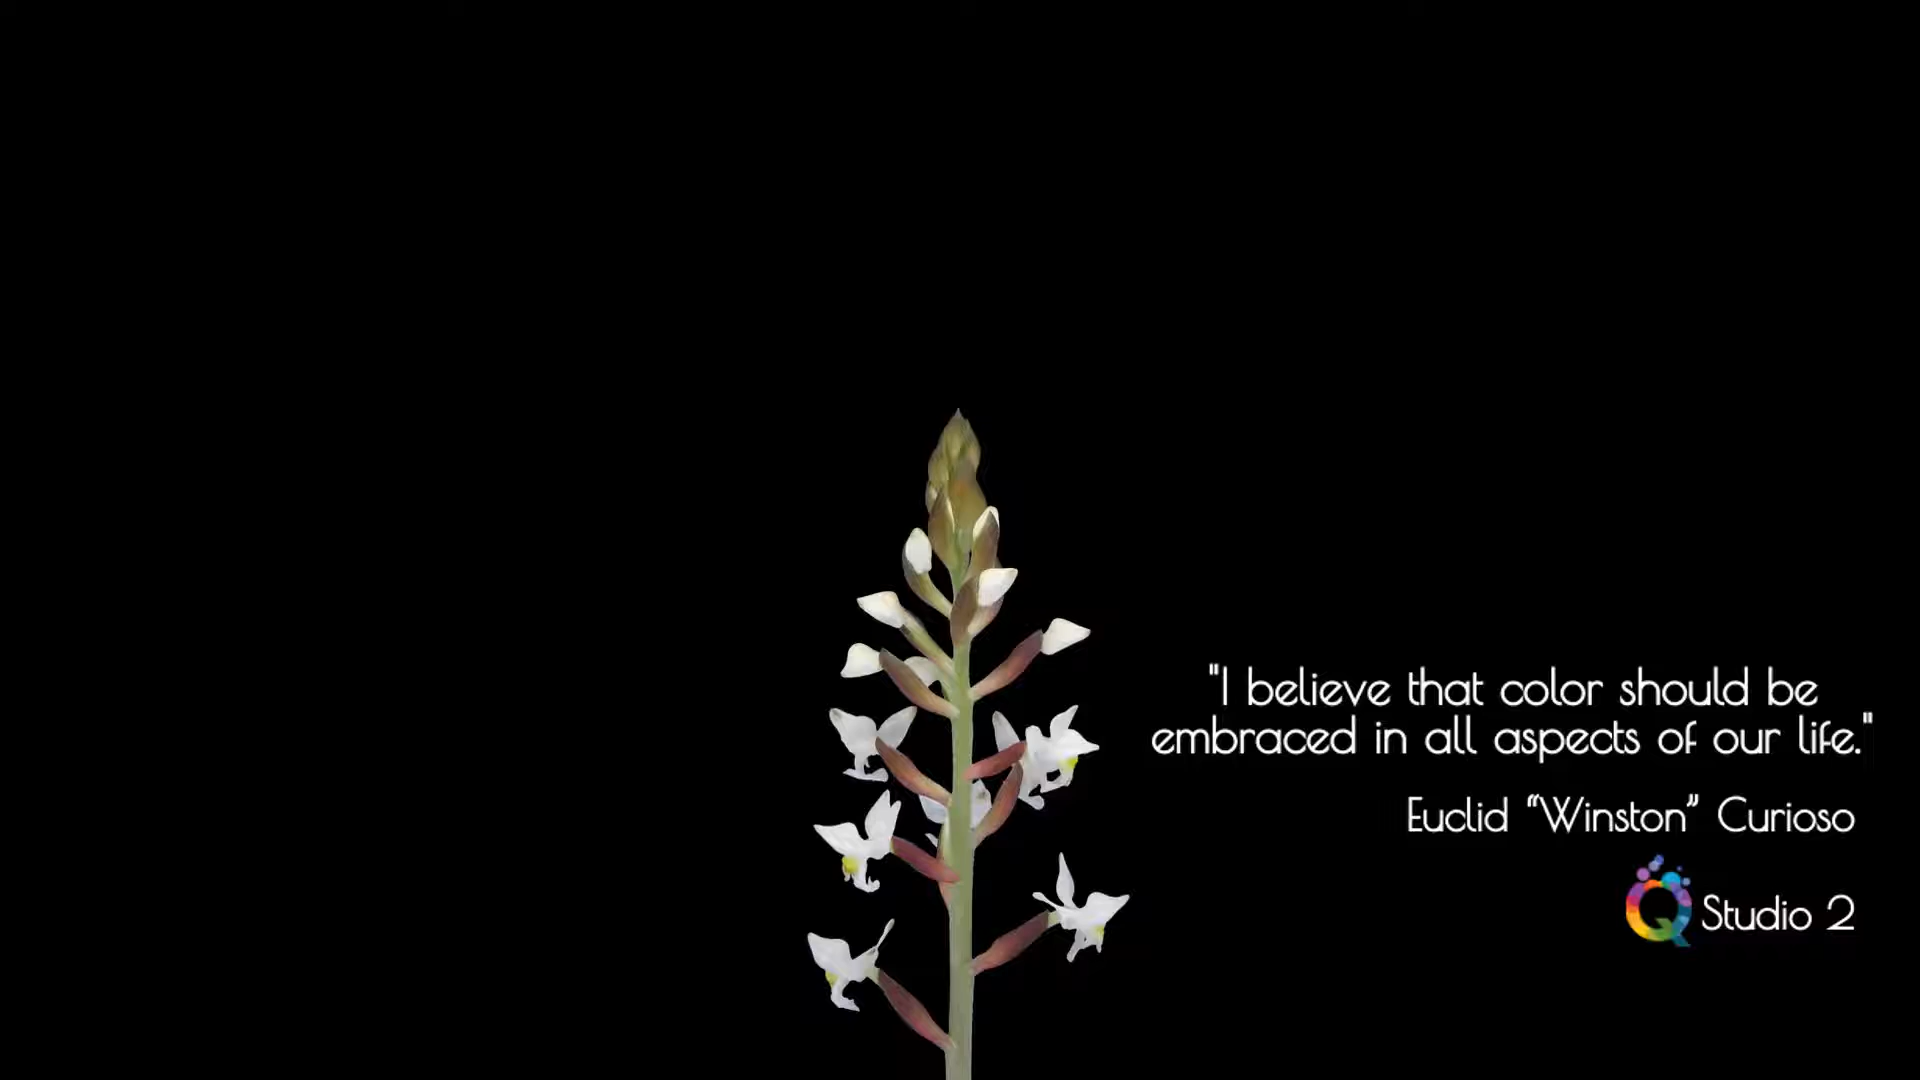 "I believe that color should be
embraced in all aspects of our life."
Euclid “Winston” Curioso
Q Studio 2